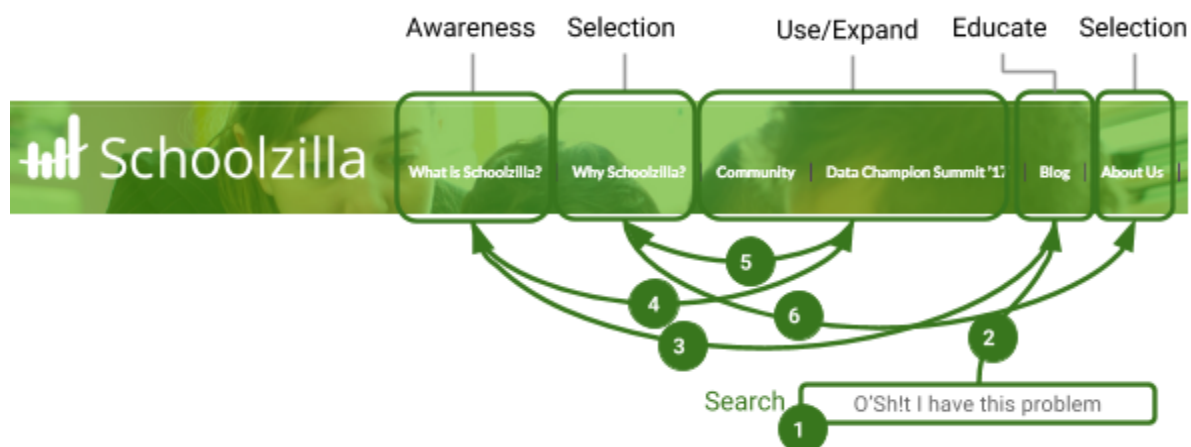 Awareness Selection Use/Expand Educate Selection
Schoolzilla
What is Schoolzilla? Why Schoolzilla? Community | Data Champion Summit '17 | Blog | About Us |
5
4
6
3
2
Search O'Sh!t I have this problem
1